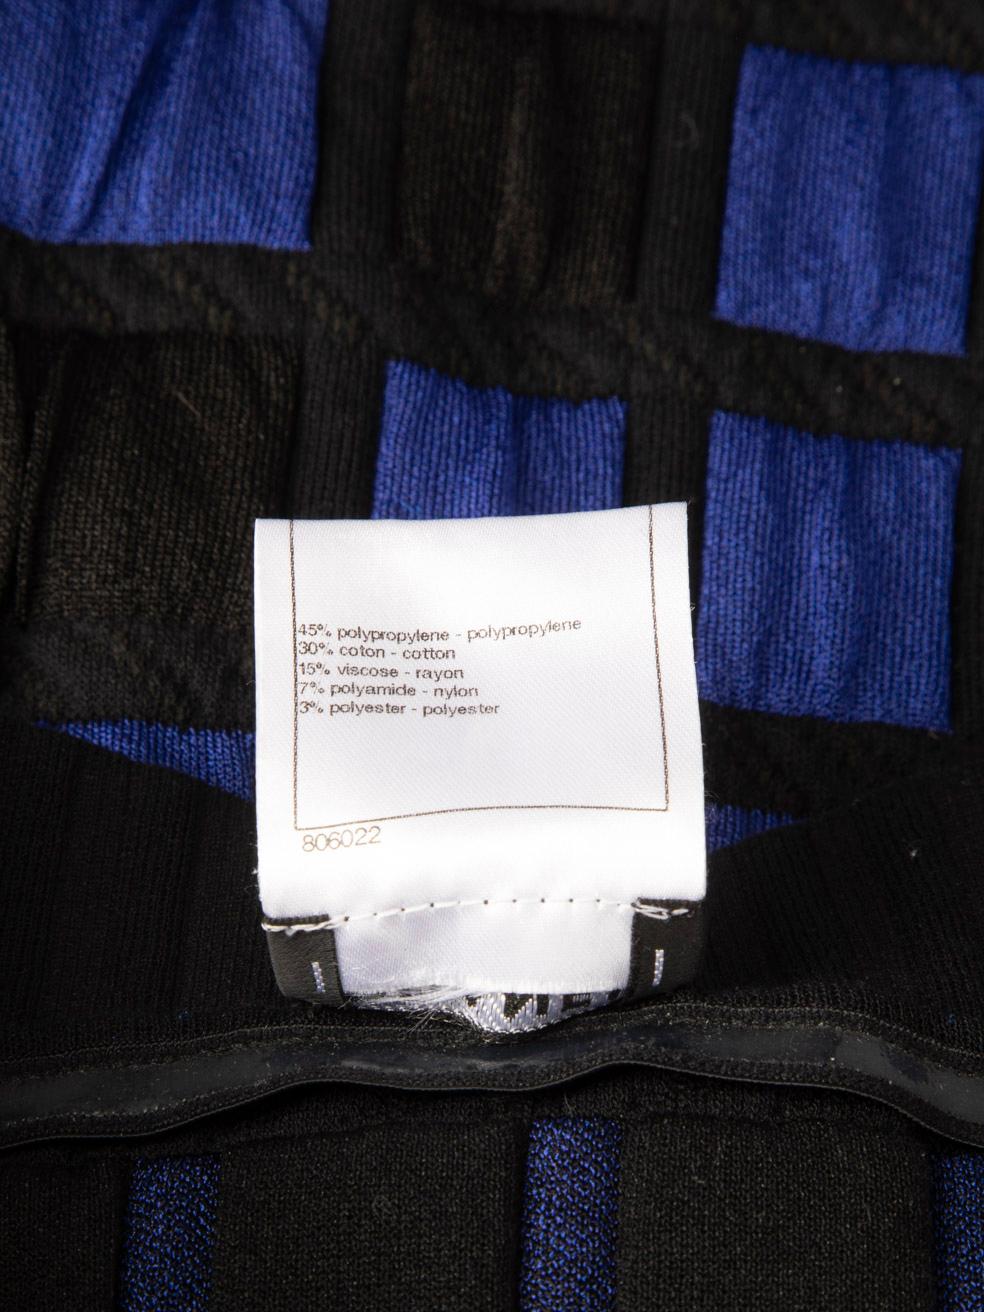 45% polypropylene - polypropylene
30% coton - cotton
15% viscose - rayon
7% polyamide - nylon
3% polyester - polyester
806022